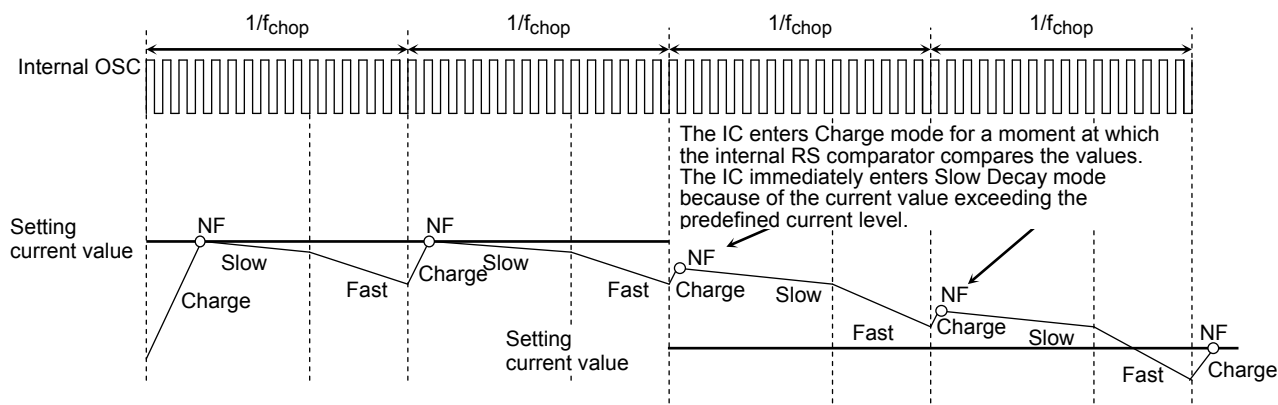 1/fchop 1/fchop 1/fchop 1/fchop
Internal OSC
The IC enters Charge mode for a moment at which
the internal RS comparator compares the values.
The IC immediately enters Slow Decay mode
because of the current value exceeding the
predefined current level.
Setting
current value
NF
Slow
Charge
Fast
NF
Charge
Slow
Fast
NF
Charge
Slow
Fast
NF
Charge
Slow
Fast
NF
Charge
Setting
current value